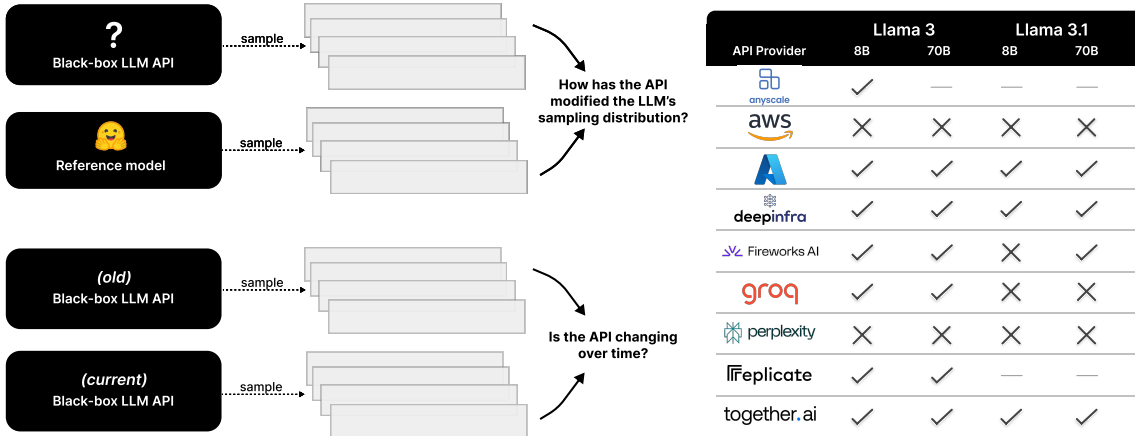 ?
Black-box LLM API
sample
Reference model
sample
How has the API
modified the LLM's
sampling distribution?
(old)
Black-box LLM API
sample
(current)
Black-box LLM API
sample
Is the API changing
over time?
Llama 3 Llama 3.1
API Provider 8B 70B 8B 70B
anyscale ✓ — — —
aws ✕ ✕ ✕ ✕
✓ ✓ ✓ ✓
deepinfra ✓ ✓ ✓ ✓
Fireworks AI ✓ ✓ ✕ ✓
groq ✓ ✓ ✕ ✕
perplexity ✕ ✕ ✕ ✕
replicate ✓ ✓ — —
together.ai ✓ ✓ ✓ ✓